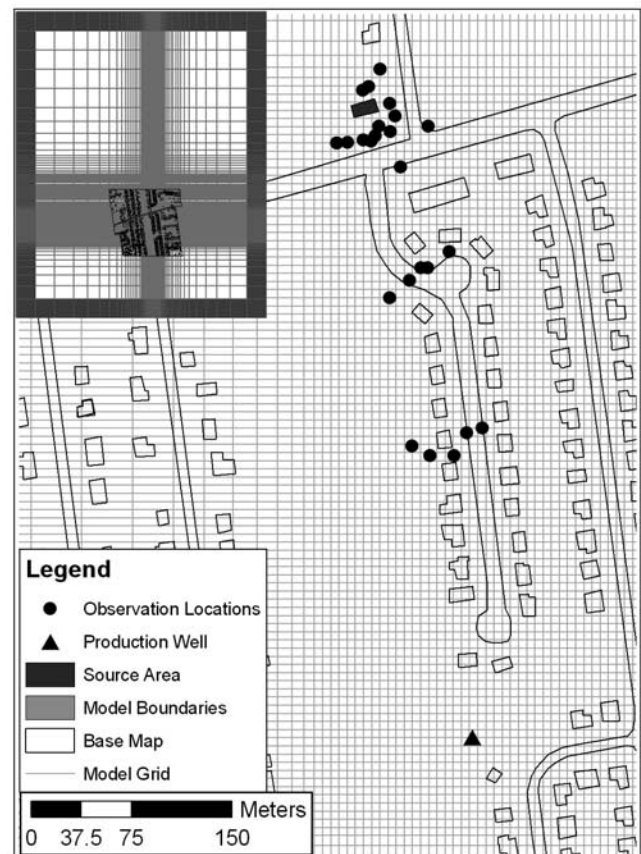 Legend
Observation Locations
Production Well
Source Area
Model Boundaries
Base Map
Model Grid
Meters
0 37.5 75 150